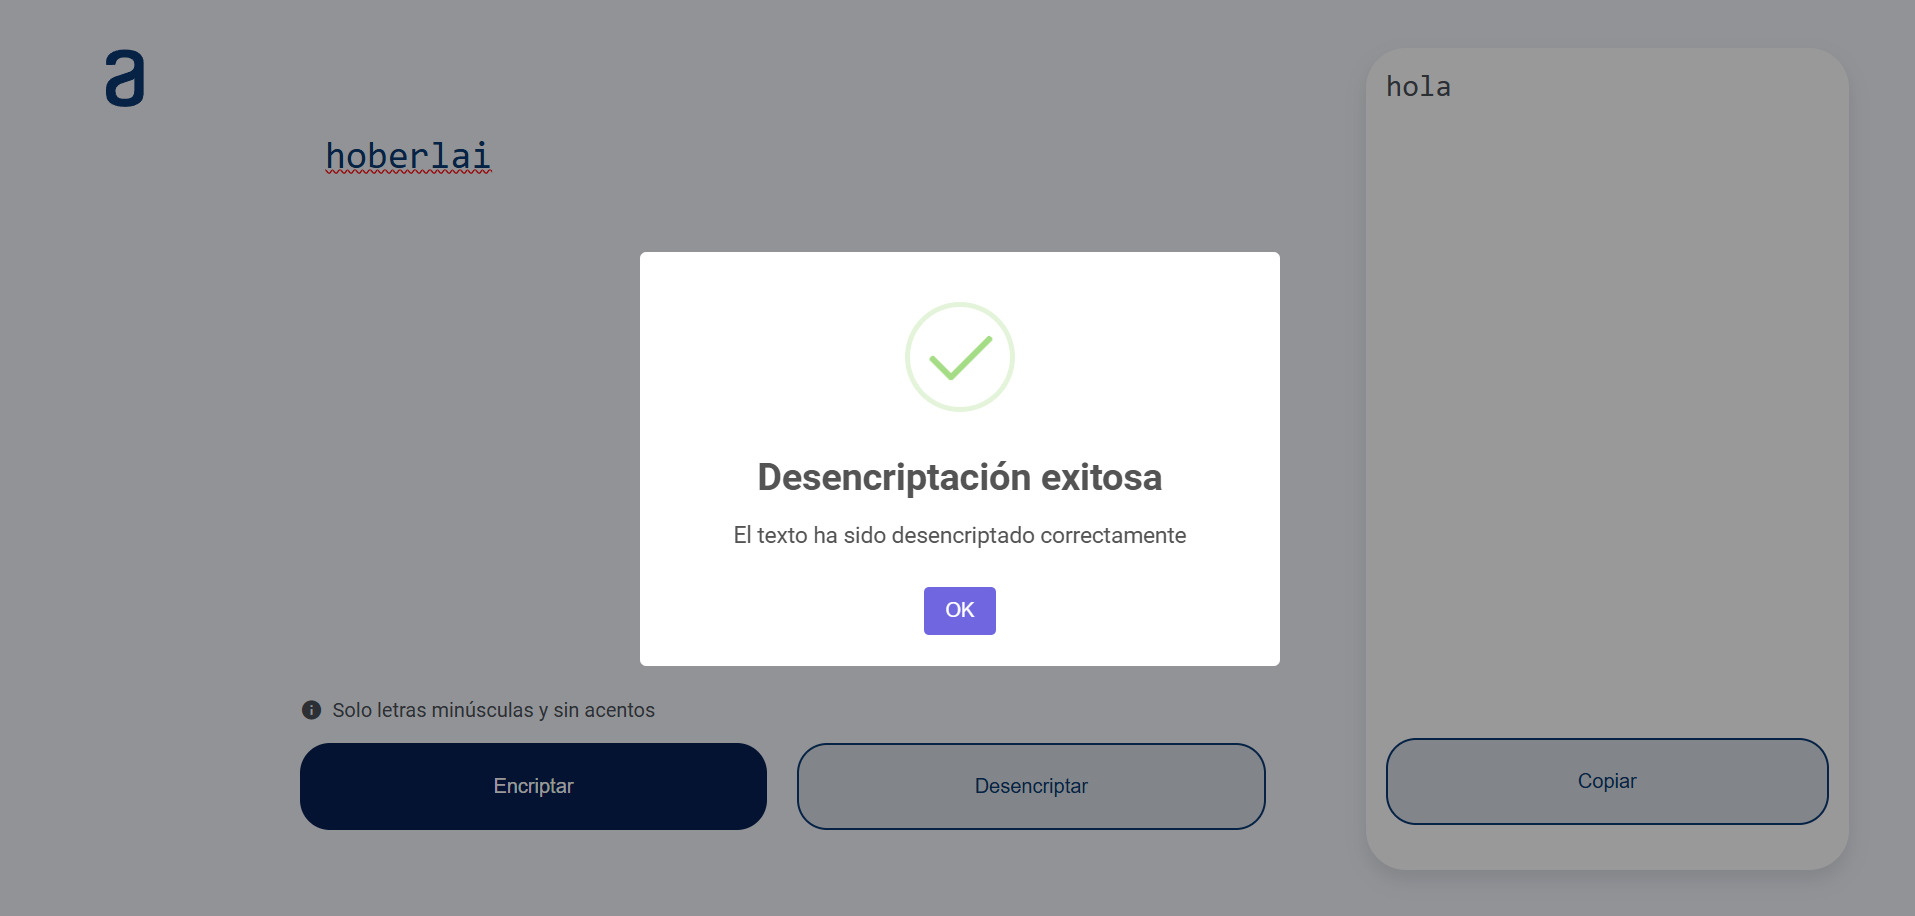 a
hoberlai
hola
Desencriptación exitosa
El texto ha sido desencriptado correctamente
OK
Solo letras minúsculas y sin acentos
Encriptar
Desencriptar
Copiar